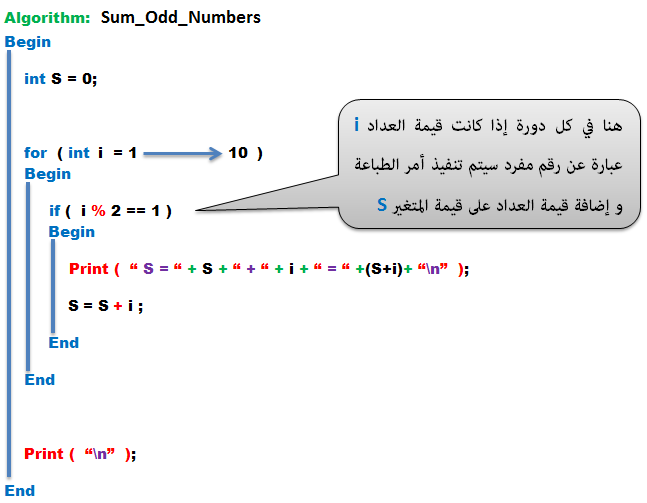 Algorithm: Sum_Odd_Numbers
Begin
int S = 0;
for ( int i = 1 10 )
Begin
if ( i % 2 == 1 )
Begin
Print ( “ S = “ + S + “ + “ + i + “ = “ +(S+i)+ “\n” );
S = S + i ;
End
End
Print ( “\n” );
End
هنا في كل دورة إذا كانت قيمة العداد i
عبارة عن رقم مفرد سيتم تنفيذ أمر الطباعة
و إضافة قيمة العداد على قيمة المتغير S